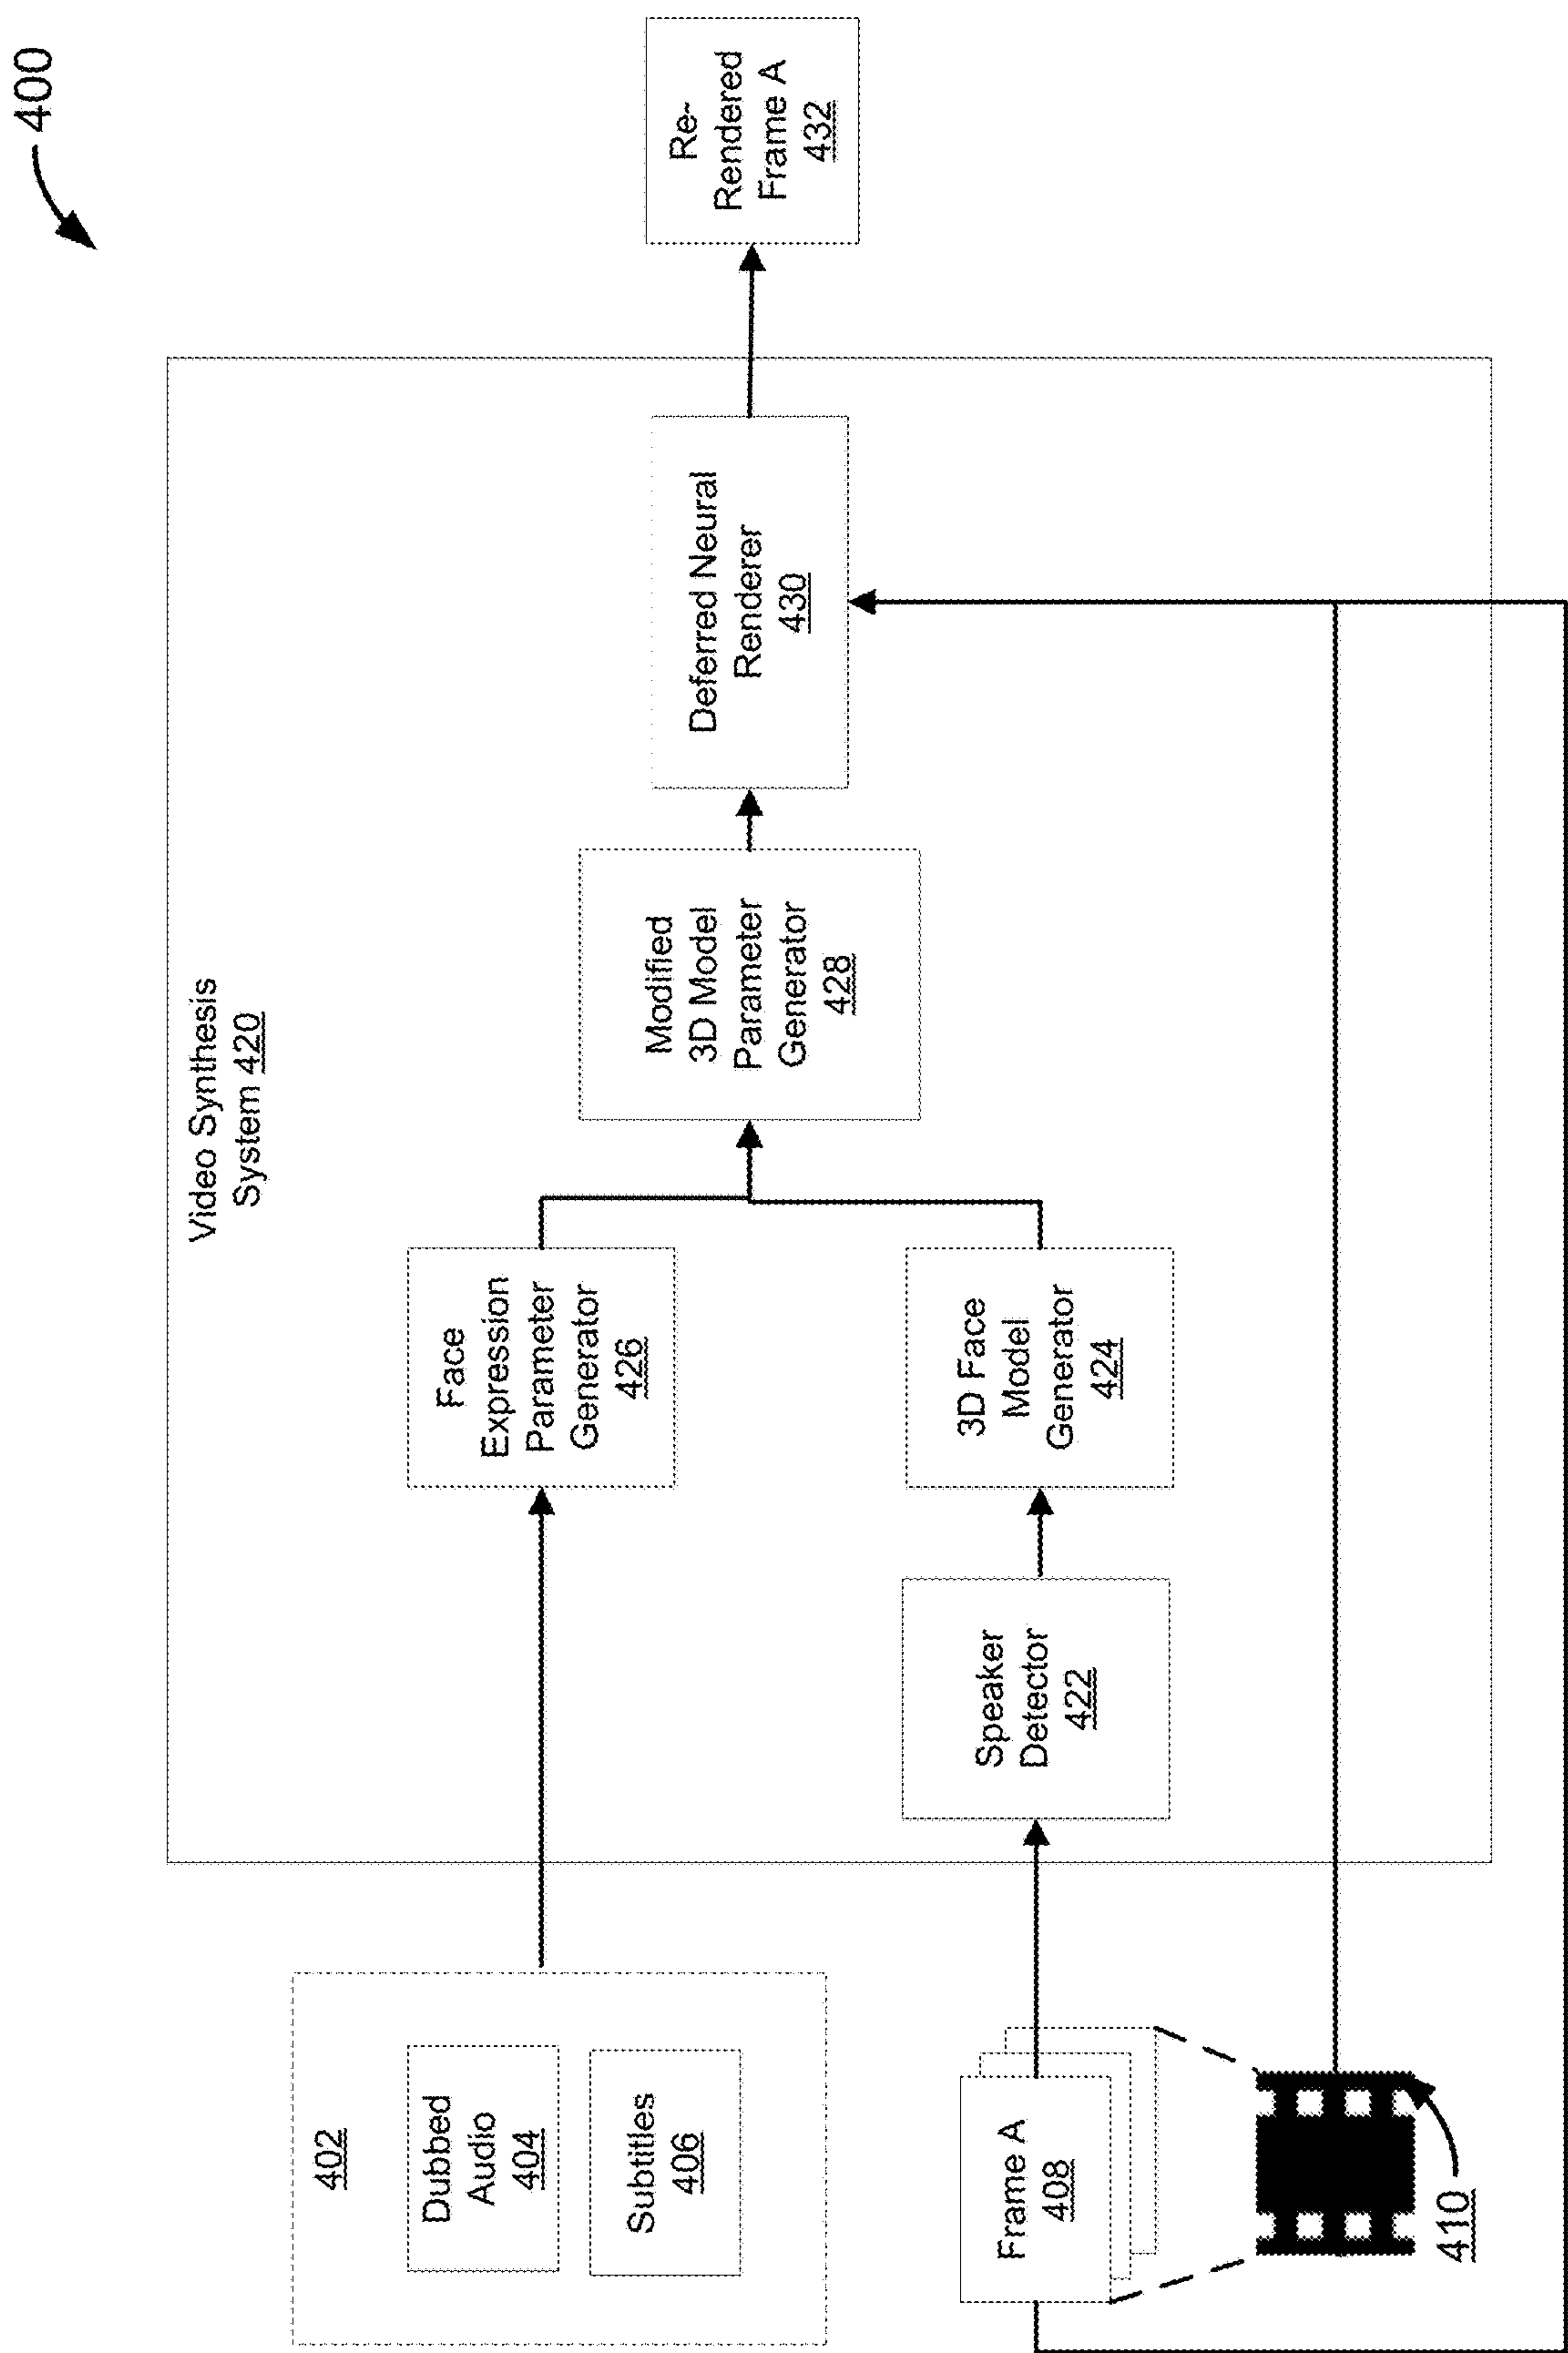 400
Video Synthesis
System 420
402
Dubbed
Audio
404
Subtitles
406
Face
Expression
Parameter
Generator
426
Modified
3D Model
Parameter
Generator
428
Deferred Neural
Renderer
430
Re-
Rendered
Frame A
432
Frame A
408
Speaker
Detector
422
3D Face
Model
Generator
424
410